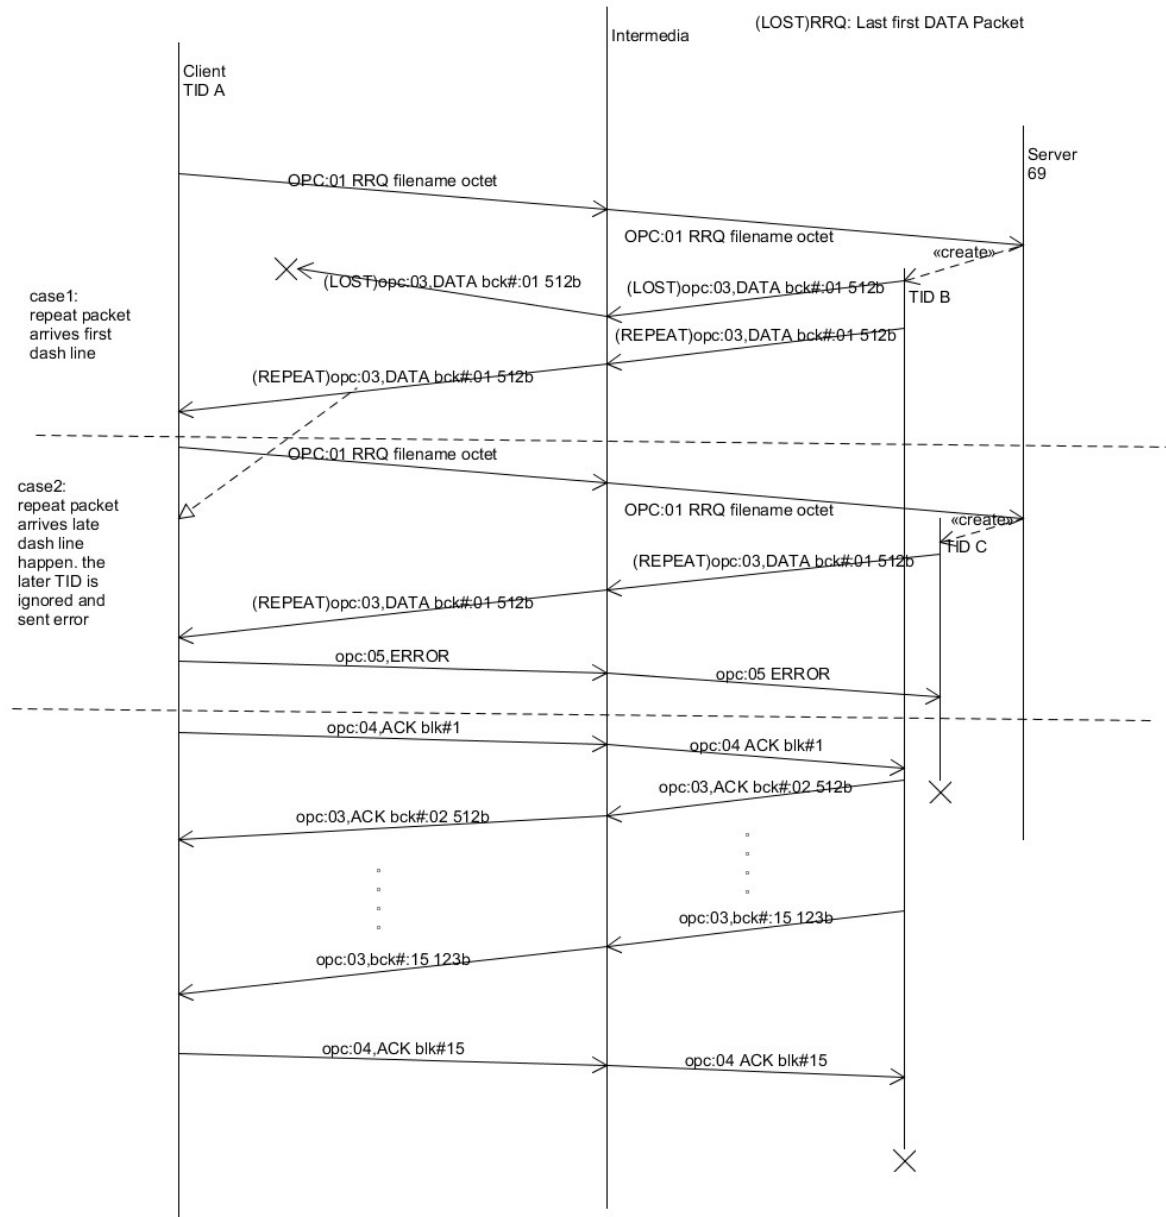 (LOST)RRQ: Last first DATA Packet
Intermedia
Client
TID A
Server
69
OPC:01 RRQ filename octet
OPC:01 RRQ filename octet
«create»
(LOST)opc:03,DATA bck#:01 512b
(LOST)opc:03,DATA bck#:01 512b
TID B
case1:
repeat packet
arrives first
dash line
(REPEAT)opc:03,DATA bck#:01 512b
(REPEAT)opc:03,DATA bck#:01 512b
OPC:01 RRQ filename octet
case2:
repeat packet
arrives late
dash line
happen. the
later TID is
ignored and
sent error
OPC:01 RRQ filename octet
«create»
TID C
(REPEAT)opc:03,DATA bck#:01 512b
(REPEAT)opc:03,DATA bck#:01 512b
opc:05,ERROR
opc:05 ERROR
opc:04,ACK blk#1
opc:04 ACK blk#1
opc:03,ACK bck#:02 512b
opc:03,ACK bck#:02 512b
opc:03,bck#:15 123b
opc:03,bck#:15 123b
opc:04,ACK blk#15
opc:04 ACK blk#15